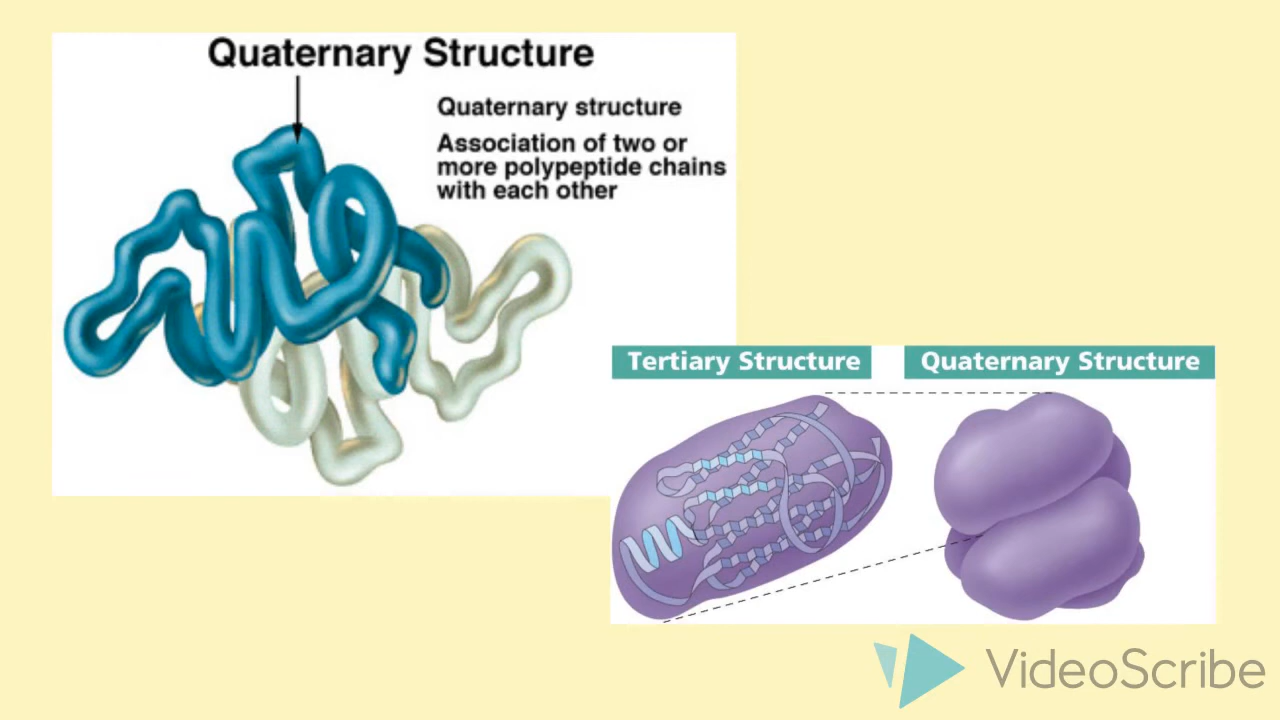 Quaternary Structure
Quaternary structure
Association of two or
more polypeptide chains
with each other
Tertiary Structure
Quaternary Structure
VideoScribe